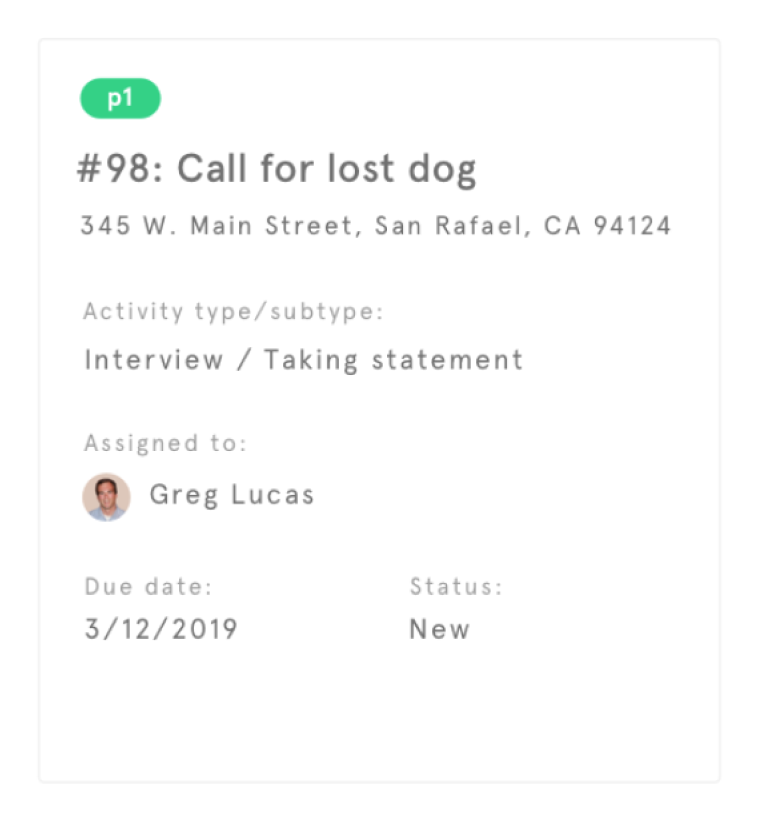 p1
#98: Call for lost dog
345 W. Main Street, San Rafael, CA 94124
Activity type/subtype:
Interview / Taking statement
Assigned to:
Greg Lucas
Due date:
3/12/2019
Status:
New